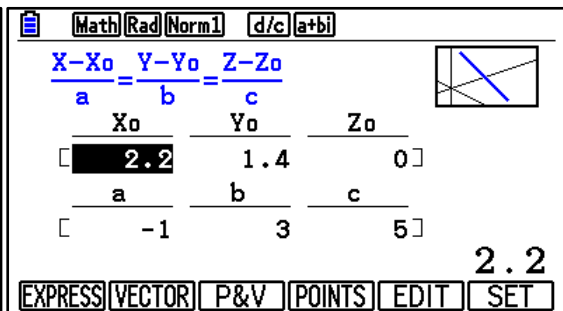 Math Rad Norm1 d/c a+bi
X-Xo/a = Y-Yo/b = Z-Zo/c
Xo Yo Zo
[ 2.2 1.4 0 ]
a b c
[ -1 3 5 ]
2.2
EXPRESS VECTOR P&V POINTS EDIT SET